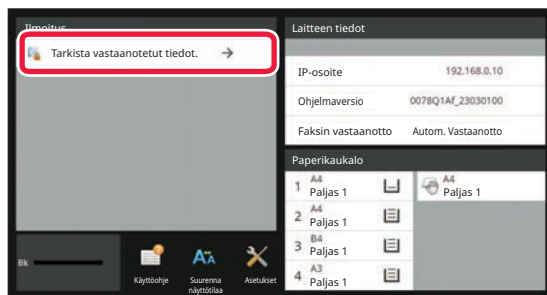 Ilmoitus
Tarkista vastaanotetut tiedot.
Laitteen tiedot
IP-osoite 192.168.0.10
Ohjelmaversio 0078Q1Af_23030100
Faksin vastaanotto Autom. Vastaanotto
Paperikaukalo
1 A4
Paljas 1
A4
Paljas 1
2 A4
Paljas 1
3 B4
Paljas 1
4 A3
Paljas 1
Bk
Käyttöohje
Suurenna
näyttötilaa
Asetukset